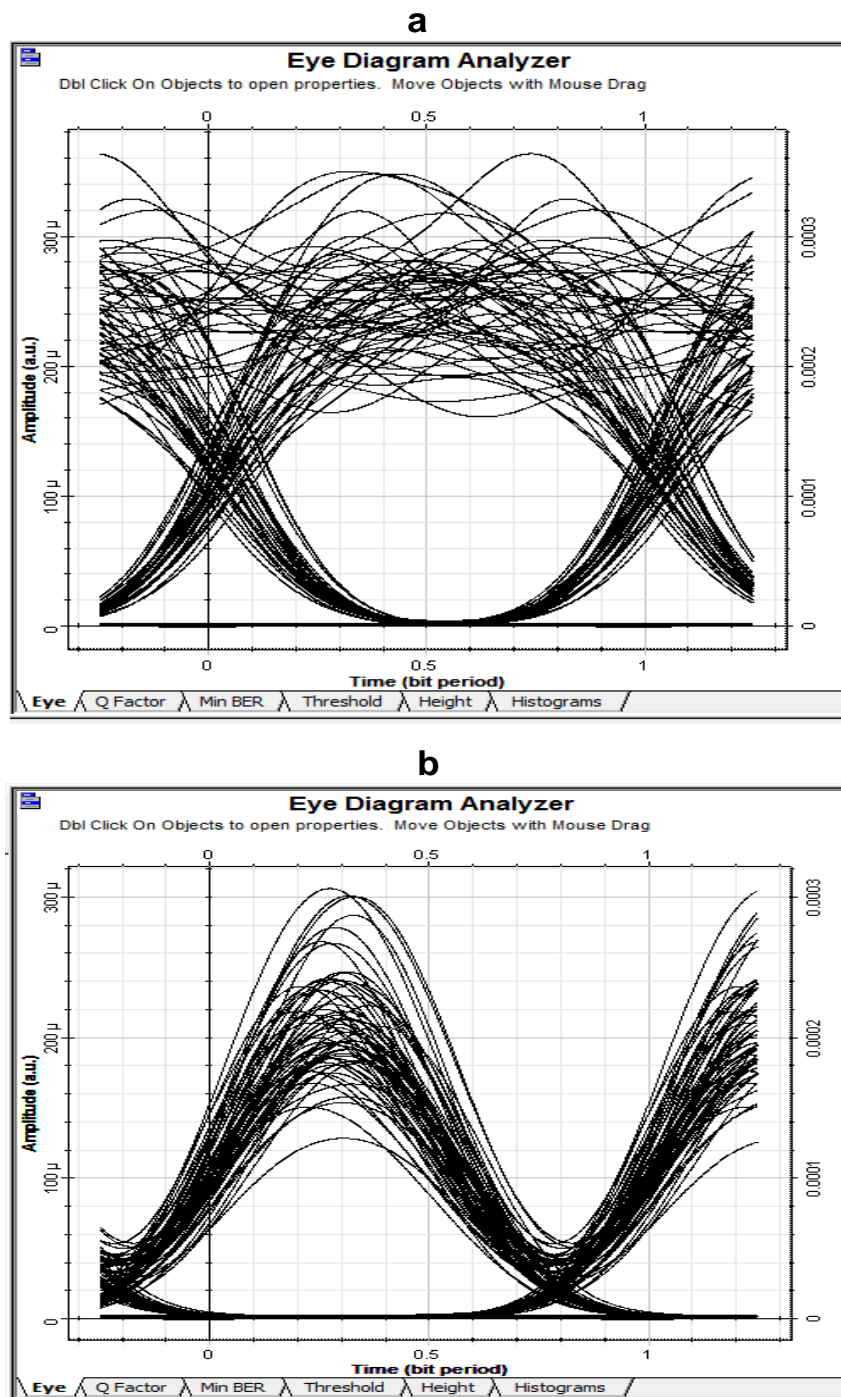 a
Eye Diagram Analyzer
Dbl Click On Objects to open properties.  Move Objects with Mouse Drag
0 0.5 1
300 µ 0.0003
200 µ 0.0002
100 µ 0.0001
0 0
Amplitude (a.u.)
0 0.5 1
Time (bit period)
Eye Q Factor Min BER Threshold Height Histograms
b
Eye Diagram Analyzer
Dbl Click On Objects to open properties.  Move Objects with Mouse Drag
0 0.5 1
300 µ 0.0003
200 µ 0.0002
100 µ 0.0001
0 0
Amplitude (a.u.)
0 0.5 1
Time (bit period)
Eye Q Factor Min BER Threshold Height Histograms